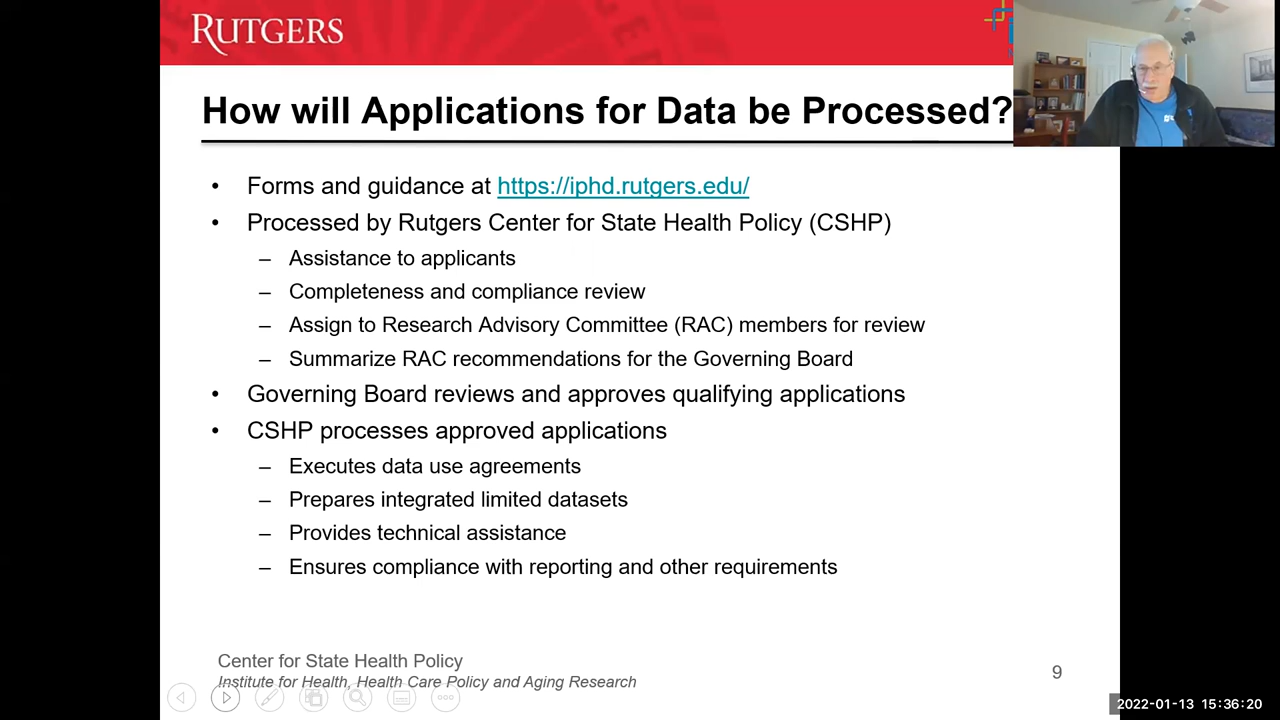 RUTGERS
How will Applications for Data be Processed?
• Forms and guidance at https://iphd.rutgers.edu/
• Processed by Rutgers Center for State Health Policy (CSHP)
– Assistance to applicants
– Completeness and compliance review
– Assign to Research Advisory Committee (RAC) members for review
– Summarize RAC recommendations for the Governing Board
• Governing Board reviews and approves qualifying applications
• CSHP processes approved applications
– Executes data use agreements
– Prepares integrated limited datasets
– Provides technical assistance
– Ensures compliance with reporting and other requirements
Center for State Health Policy
Institute for Health, Health Care Policy and Aging Research
9
2022-01-13 15:36:20